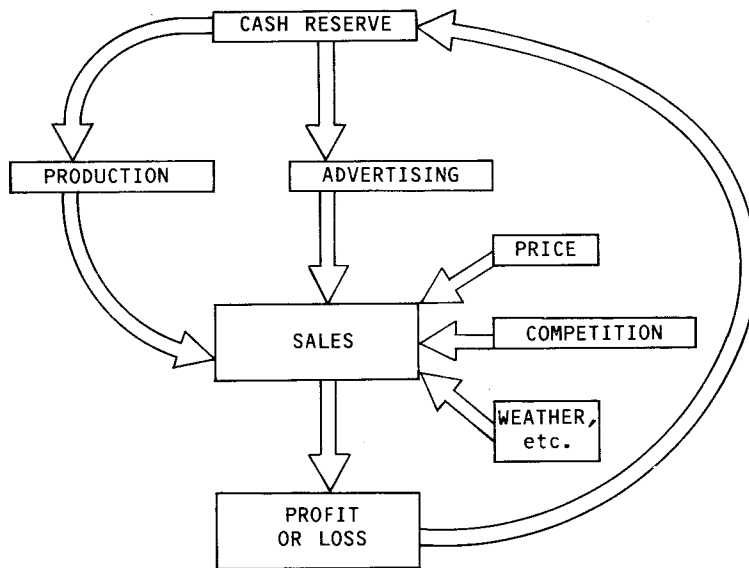 CASH RESERVE
PRODUCTION
ADVERTISING
PRICE
SALES
COMPETITION
WEATHER,
etc.
PROFIT
OR LOSS